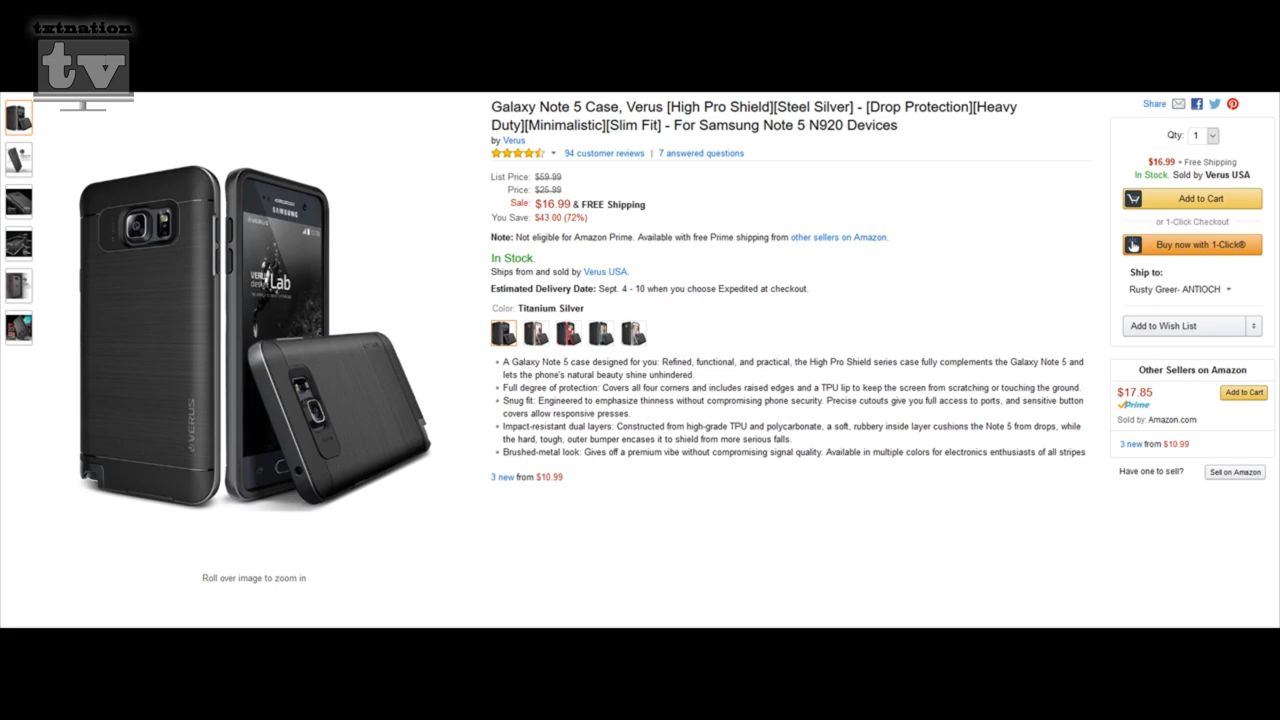 txtnation
tv
Galaxy Note 5 Case, Verus [High Pro Shield][Steel Silver] - [Drop Protection][Heavy
Duty][Minimalistic][Slim Fit] - For Samsung Note 5 N920 Devices
by Verus
94 customer reviews | 7 answered questions
List Price: $59.99
Price: $25.99
Sale: $16.99 & FREE Shipping
You Save: $43.00 (72%)
Note: Not eligible for Amazon Prime. Available with free Prime shipping from other sellers on Amazon.
In Stock.
Ships from and sold by Verus USA.
Estimated Delivery Date: Sept. 4 - 10 when you choose Expedited at checkout.
Color: Titanium Silver
A Galaxy Note 5 case designed for you: Refined, functional, and practical, the High Pro Shield series case fully complements the Galaxy Note 5 and
lets the phone's natural beauty shine unhindered.
Full degree of protection: Covers all four corners and includes raised edges and a TPU lip to keep the screen from scratching or touching the ground.
Snug fit: Engineered to emphasize thinness without compromising phone security. Precise cutouts give you full access to ports, and sensitive button
covers allow responsive presses.
Impact-resistant dual layers: Constructed from high-grade TPU and polycarbonate, a soft, rubbery inside layer cushions the Note 5 from drops, while
the hard, tough, outer bumper encases it to shield from more serious falls.
Brushed-metal look: Gives off a premium vibe without compromising signal quality. Available in multiple colors for electronics enthusiasts of all stripes
3 new from $10.99
Share
Qty: 1
$16.99 + Free Shipping
In Stock. Sold by Verus USA
Add to Cart
or 1-Click Checkout
Buy now with 1-Click®
Ship to:
Rusty Greer- ANTIOCH
Add to Wish List
Other Sellers on Amazon
$17.85
Add to Cart
Prime
Sold by: Amazon.com
3 new from $10.99
Have one to sell?
Sell on Amazon
SAMSUNG
Lab
VERUS
Roll over image to zoom in